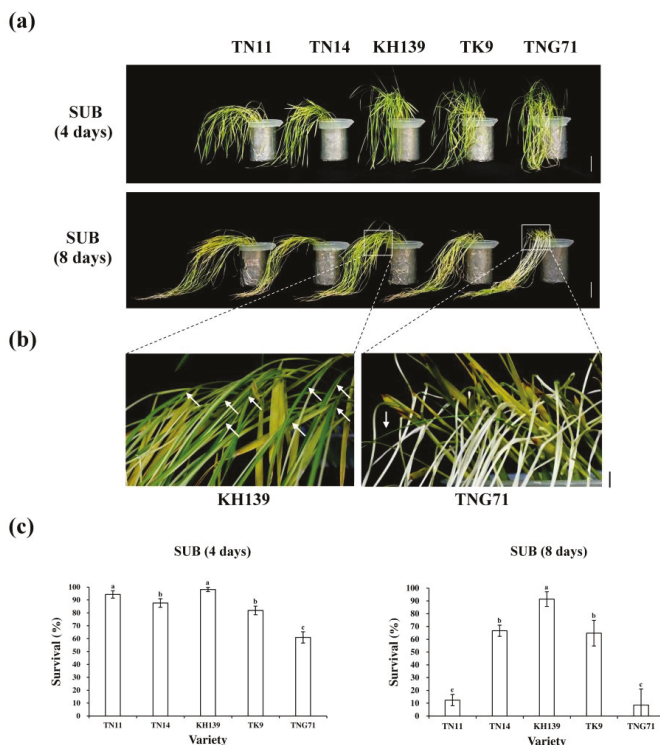 (a)
TN11 TN14 KH139 TK9 TNG71
SUB
(4 days)
SUB
(8 days)
(b)
KH139 TNG71
(c)
SUB (4 days)
Survival (%)
100
90
80
70
60
50
40
30
20
10
0
a b a b c
TN11 TN14 KH139 TK9 TNG71
Variety
SUB (8 days)
Survival (%)
100
90
80
70
60
50
40
30
20
10
0
c b a b c
TN11 TN14 KH139 TK9 TNG71
Variety